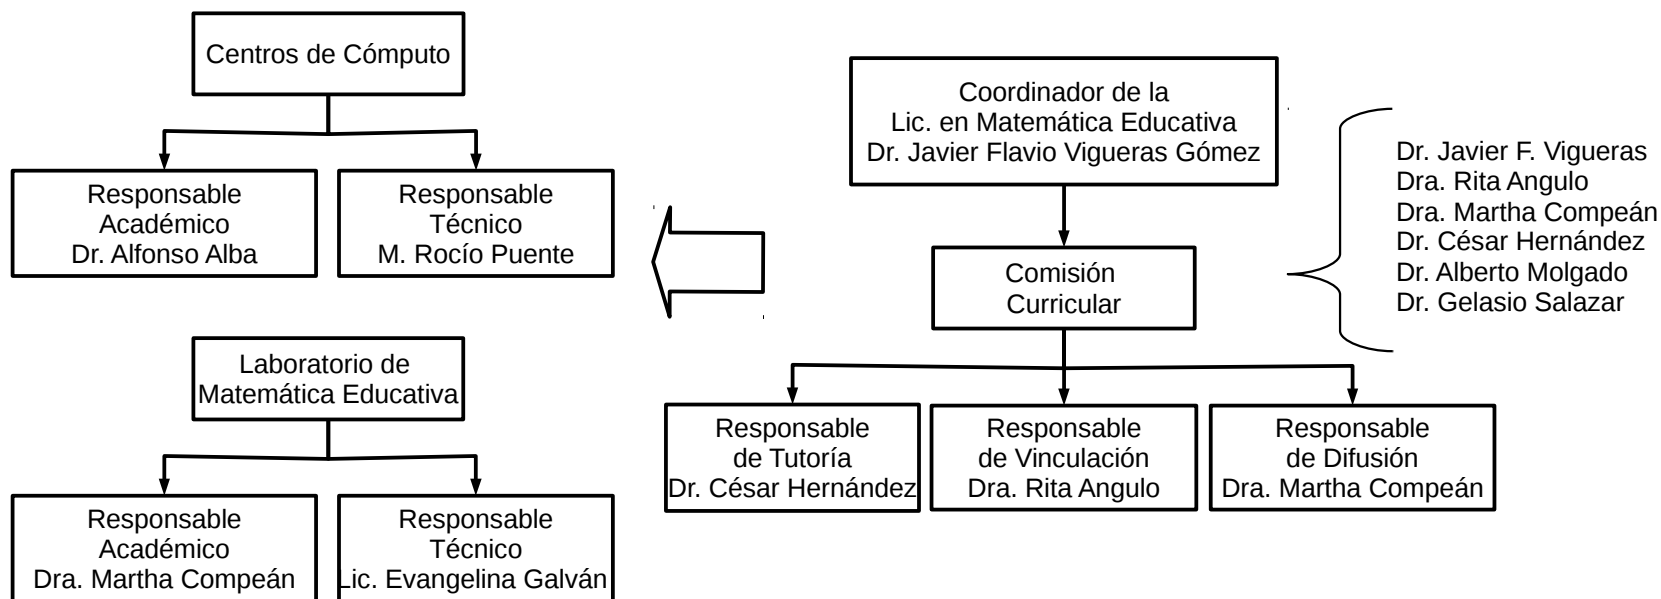 Centros de Cómputo
Responsable
Académico
Dr. Alfonso Alba
Responsable
Técnico
M. Rocío Puente
Laboratorio de
Matemática Educativa
Responsable
Académico
Dra. Martha Compeán
Responsable
Técnico
Lic. Evangelina Galván
Coordinador de la
Lic. en Matemática Educativa
Dr. Javier Flavio Vigueras Gómez
Comisión
Curricular
Dr. Javier F. Vigueras
Dra. Rita Angulo
Dra. Martha Compeán
Dr. César Hernández
Dr. Alberto Molgado
Dr. Gelasio Salazar
Responsable
de Tutoría
Dr. César Hernández
Responsable
de Vinculación
Dra. Rita Angulo
Responsable
de Difusión
Dra. Martha Compeán